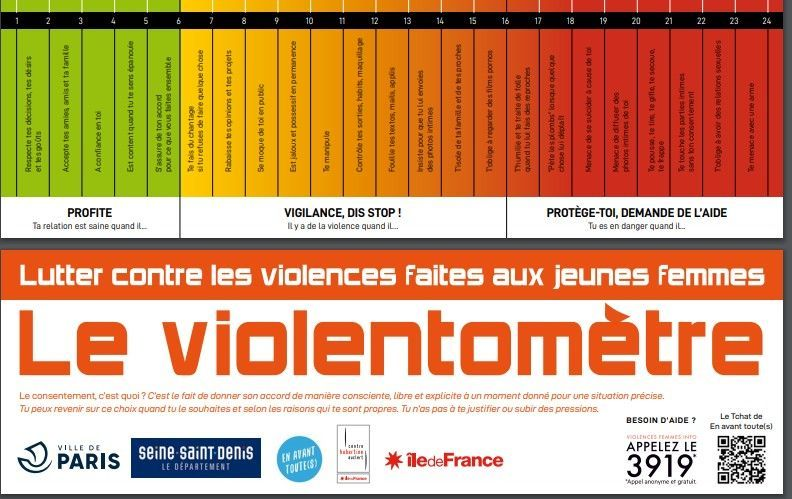 1 2 3 4 5 6 7 8 9 10 11 12 13 14 15 16 17 18 19 20 21 22 23 24
Respecte tes décisions, tes désirs
et tes goûts
Accepte tes amies, amis et ta famille
A confiance en toi
Est content quand tu te sens épanouie
S'assure de ton accord
pour ce que vous faites ensemble
Te fais du chantage
si tu refuses de faire quelque chose
Rabaisse tes opinions et tes projets
Se moque de toi en public
Est jaloux et possessif en permanence
Te manipule
Contrôle tes sorties, habits, maquillage
Fouille tes textos, mails, applis
Insiste pour que tu lui envoies
des photos intimes
T'isole de ta famille et de tes proches
T'oblige à regarder des films pornos
T'humilie et te traite de folle
quand tu lui fais des reproches
"Pète les plombs" lorsque quelque
chose lui déplaît
Menace de se suicider à cause de toi
Menace de diffuser des
photos intimes de toi
Te pousse, te tire, te gifle, te secoue,
te frappe
Te touche les parties intimes
sans ton consentement
T'oblige à avoir des relations sexuelles
Te menace avec une arme
PROFITE
Ta relation est saine quand il...
VIGILANCE, DIS STOP !
Il y a de la violence quand il...
PROTÈGE-TOI, DEMANDE DE L'AIDE
Tu es en danger quand il...
Lutter contre les violences faites aux jeunes femmes
Le violentomètre
Le consentement, c'est quoi ? C'est le fait de donner son accord de manière consciente, libre et explicite à un moment donné pour une situation précise.
Tu peux revenir sur ce choix quand tu le souhaites et selon les raisons qui te sont propres. Tu n'as pas à te justifier ou subir des pressions.
VILLE DE
PARIS
seine-saint-denis
LE DÉPARTEMENT
EN AVANT
TOUTE(S)
centre
hubertine
auclert
île de France
îledeFrance
BESOIN D'AIDE ?
VIOLENCES FEMMES INFO
APPELEZ LE
3919*
*Appel anonyme et gratuit.
Le Tchat de
En avant toute(s)